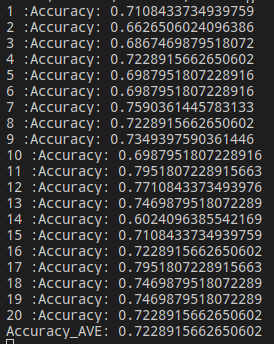 1 :Accuracy: 0.7108433734939759
2 :Accuracy: 0.6626506024096386
3 :Accuracy: 0.6867469879518072
4 :Accuracy: 0.7228915662650602
5 :Accuracy: 0.6987951807228916
6 :Accuracy: 0.6987951807228916
7 :Accuracy: 0.7590361445783133
8 :Accuracy: 0.7228915662650602
9 :Accuracy: 0.7349397590361446
10 :Accuracy: 0.6987951807228916
11 :Accuracy: 0.7951807228915663
12 :Accuracy: 0.7710843373493976
13 :Accuracy: 0.7469879518072289
14 :Accuracy: 0.6024096385542169
15 :Accuracy: 0.7108433734939759
16 :Accuracy: 0.7228915662650602
17 :Accuracy: 0.7951807228915663
18 :Accuracy: 0.7469879518072289
19 :Accuracy: 0.7469879518072289
20 :Accuracy: 0.7228915662650602
Accuracy_AVE: 0.7228915662650602